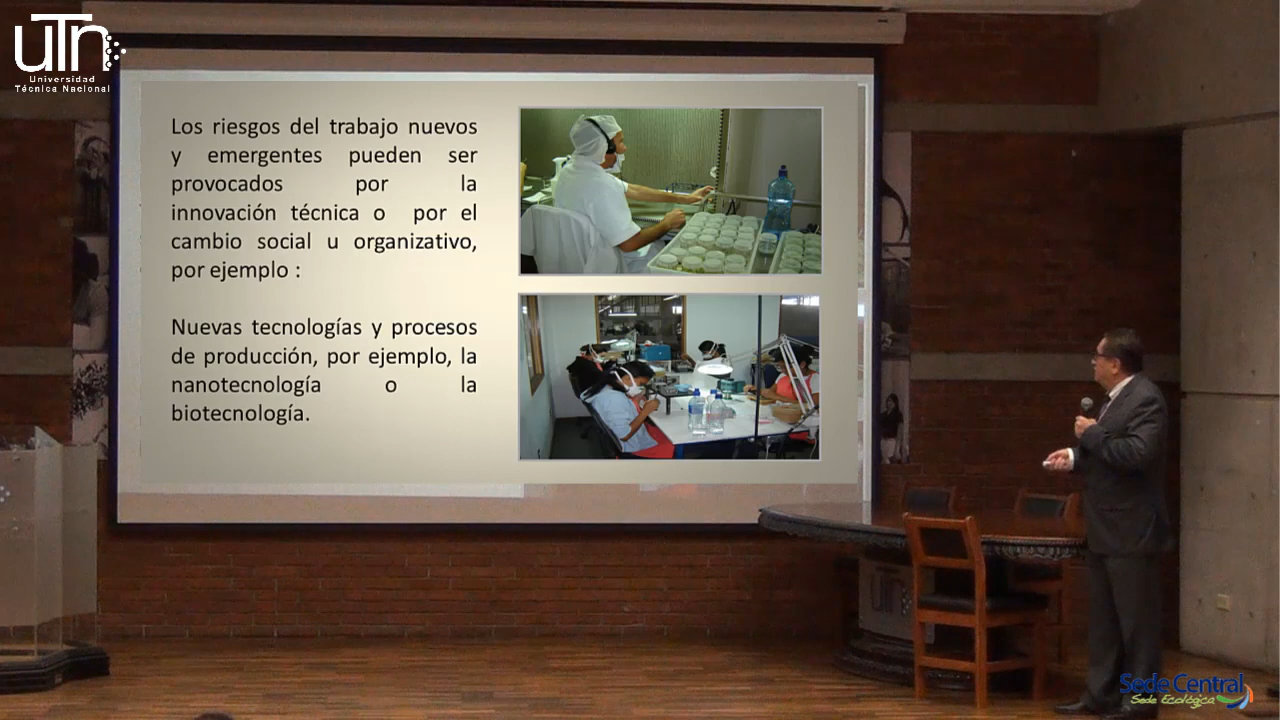 UTN
Universidad
Técnica Nacional
Los riesgos del trabajo nuevos
y emergentes pueden ser
provocados por la
innovación técnica o por el
cambio social u organizativo,
por ejemplo :
Nuevas tecnologías y procesos
de producción, por ejemplo, la
nanotecnología o la
biotecnología.
Sede Central
Sede Ecológica